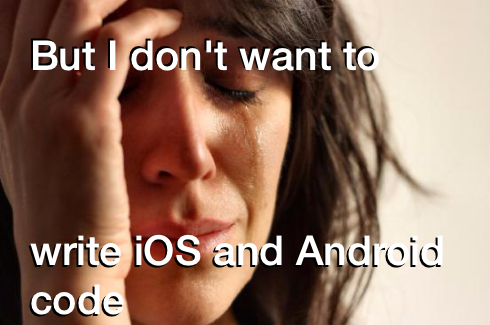 But I don't want to
write iOS and Android
code